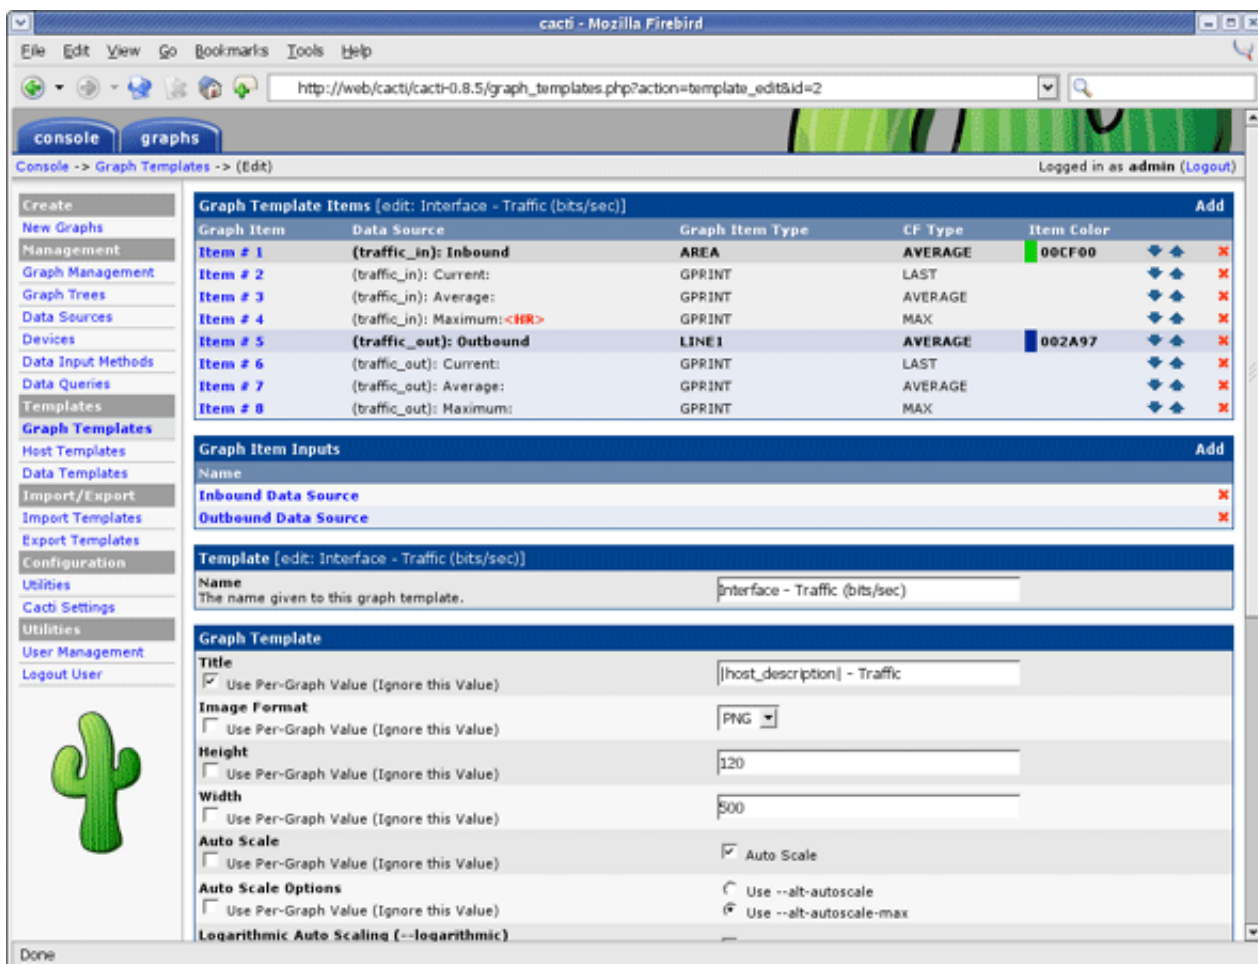 cacti - Mozilla Firebird
File Edit View Go Bookmarks Tools Help
http://web/cacti/cacti-0.8.5/graph_templates.php?action=template_edit&id=2
console graphs
Console -> Graph Templates -> (Edit) Logged in as admin (Logout)
Create
New Graphs
Management
Graph Management
Graph Trees
Data Sources
Devices
Data Input Methods
Data Queries
Templates
Graph Templates
Host Templates
Data Templates
Import/Export
Import Templates
Export Templates
Configuration
Utilities
Cacti Settings
Utilities
User Management
Logout User
Graph Template Items [edit: Interface - Traffic (bits/sec)] Add
Graph Item Data Source Graph Item Type CF Type Item Color
Item # 1 (traffic_in): Inbound AREA AVERAGE 00CF00
Item # 2 (traffic_in): Current: GPRINT LAST
Item # 3 (traffic_in): Average: GPRINT AVERAGE
Item # 4 (traffic_in): Maximum:<HR> GPRINT MAX
Item # 5 (traffic_out): Outbound LINE1 AVERAGE 002A97
Item # 6 (traffic_out): Current: GPRINT LAST
Item # 7 (traffic_out): Average: GPRINT AVERAGE
Item # 8 (traffic_out): Maximum: GPRINT MAX
Graph Item Inputs Add
Name
Inbound Data Source
Outbound Data Source
Template [edit: Interface - Traffic (bits/sec)]
Name
The name given to this graph template. Interface - Traffic (bits/sec)
Graph Template
Title
Use Per-Graph Value (Ignore this Value) |host_description| - Traffic
Image Format
Use Per-Graph Value (Ignore this Value) PNG
Height
Use Per-Graph Value (Ignore this Value) 120
Width
Use Per-Graph Value (Ignore this Value) 500
Auto Scale
Use Per-Graph Value (Ignore this Value) Auto Scale
Auto Scale Options Use --alt-autoscale
Use Per-Graph Value (Ignore this Value) Use --alt-autoscale-max
Logarithmic Auto Scaling (--logarithmic)
Done